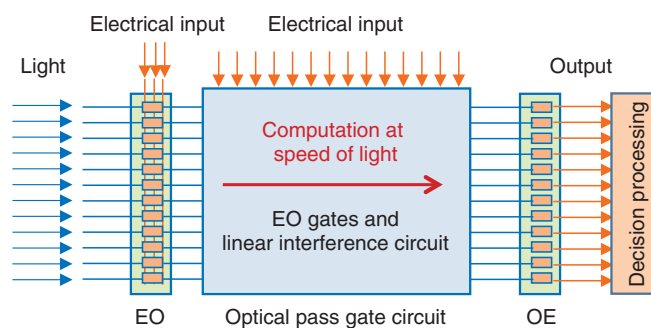 Electrical input
Electrical input
Light
Output
Computation at
speed of light
EO gates and
linear interference circuit
Decision processing
EO
Optical pass gate circuit
OE